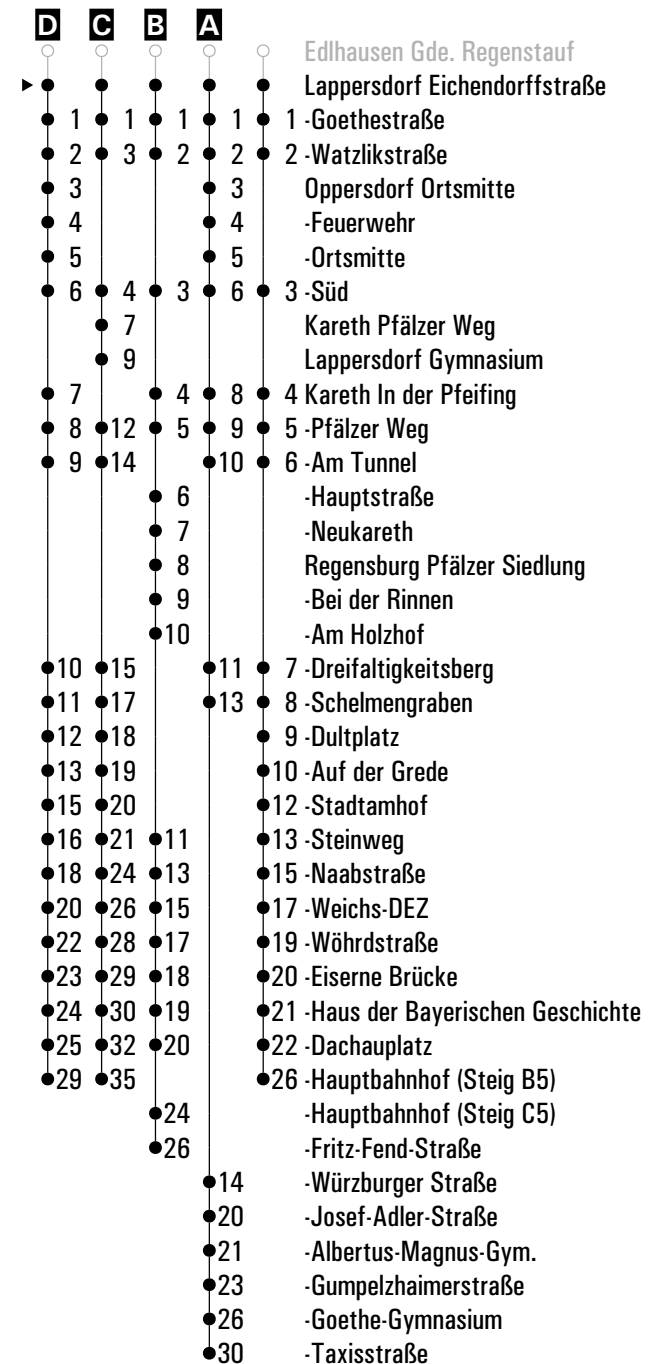 D C B A
Edlhausen Gde. Regenstauf
Lappersdorf Eichendorffstraße
1 1 1 1 1 -Goethestraße
2 3 2 2 2 -Watzlikstraße
3 3 Oppersdorf Ortsmitte
4 4 -Feuerwehr
5 5 -Ortsmitte
6 4 3 6 3 -Süd
7 Kareth Pfälzer Weg
9 Lappersdorf Gymnasium
7 4 8 4 Kareth In der Pfeifing
8 12 5 9 5 -Pfälzer Weg
9 14 10 6 -Am Tunnel
6 -Hauptstraße
7 -Neukareth
8 Regensburg Pfälzer Siedlung
9 -Bei der Rinnen
10 -Am Holzhof
10 15 11 7 -Dreifaltigkeitsberg
11 17 13 8 -Schelmengraben
12 18 9 -Dultplatz
13 19 10 -Auf der Grede
15 20 12 -Stadtamhof
16 21 11 13 -Steinweg
18 24 13 15 -Naabstraße
20 26 15 17 -Weichs-DEZ
22 28 17 19 -Wöhrdstraße
23 29 18 20 -Eiserne Brücke
24 30 19 21 -Haus der Bayerischen Geschichte
25 32 20 22 -Dachauplatz
29 35 26 -Hauptbahnhof (Steig B5)
24 -Hauptbahnhof (Steig C5)
26 -Fritz-Fend-Straße
14 -Würzburger Straße
20 -Josef-Adler-Straße
21 -Albertus-Magnus-Gym.
23 -Gumpelzhaimerstraße
26 -Goethe-Gymnasium
30 -Taxisstraße